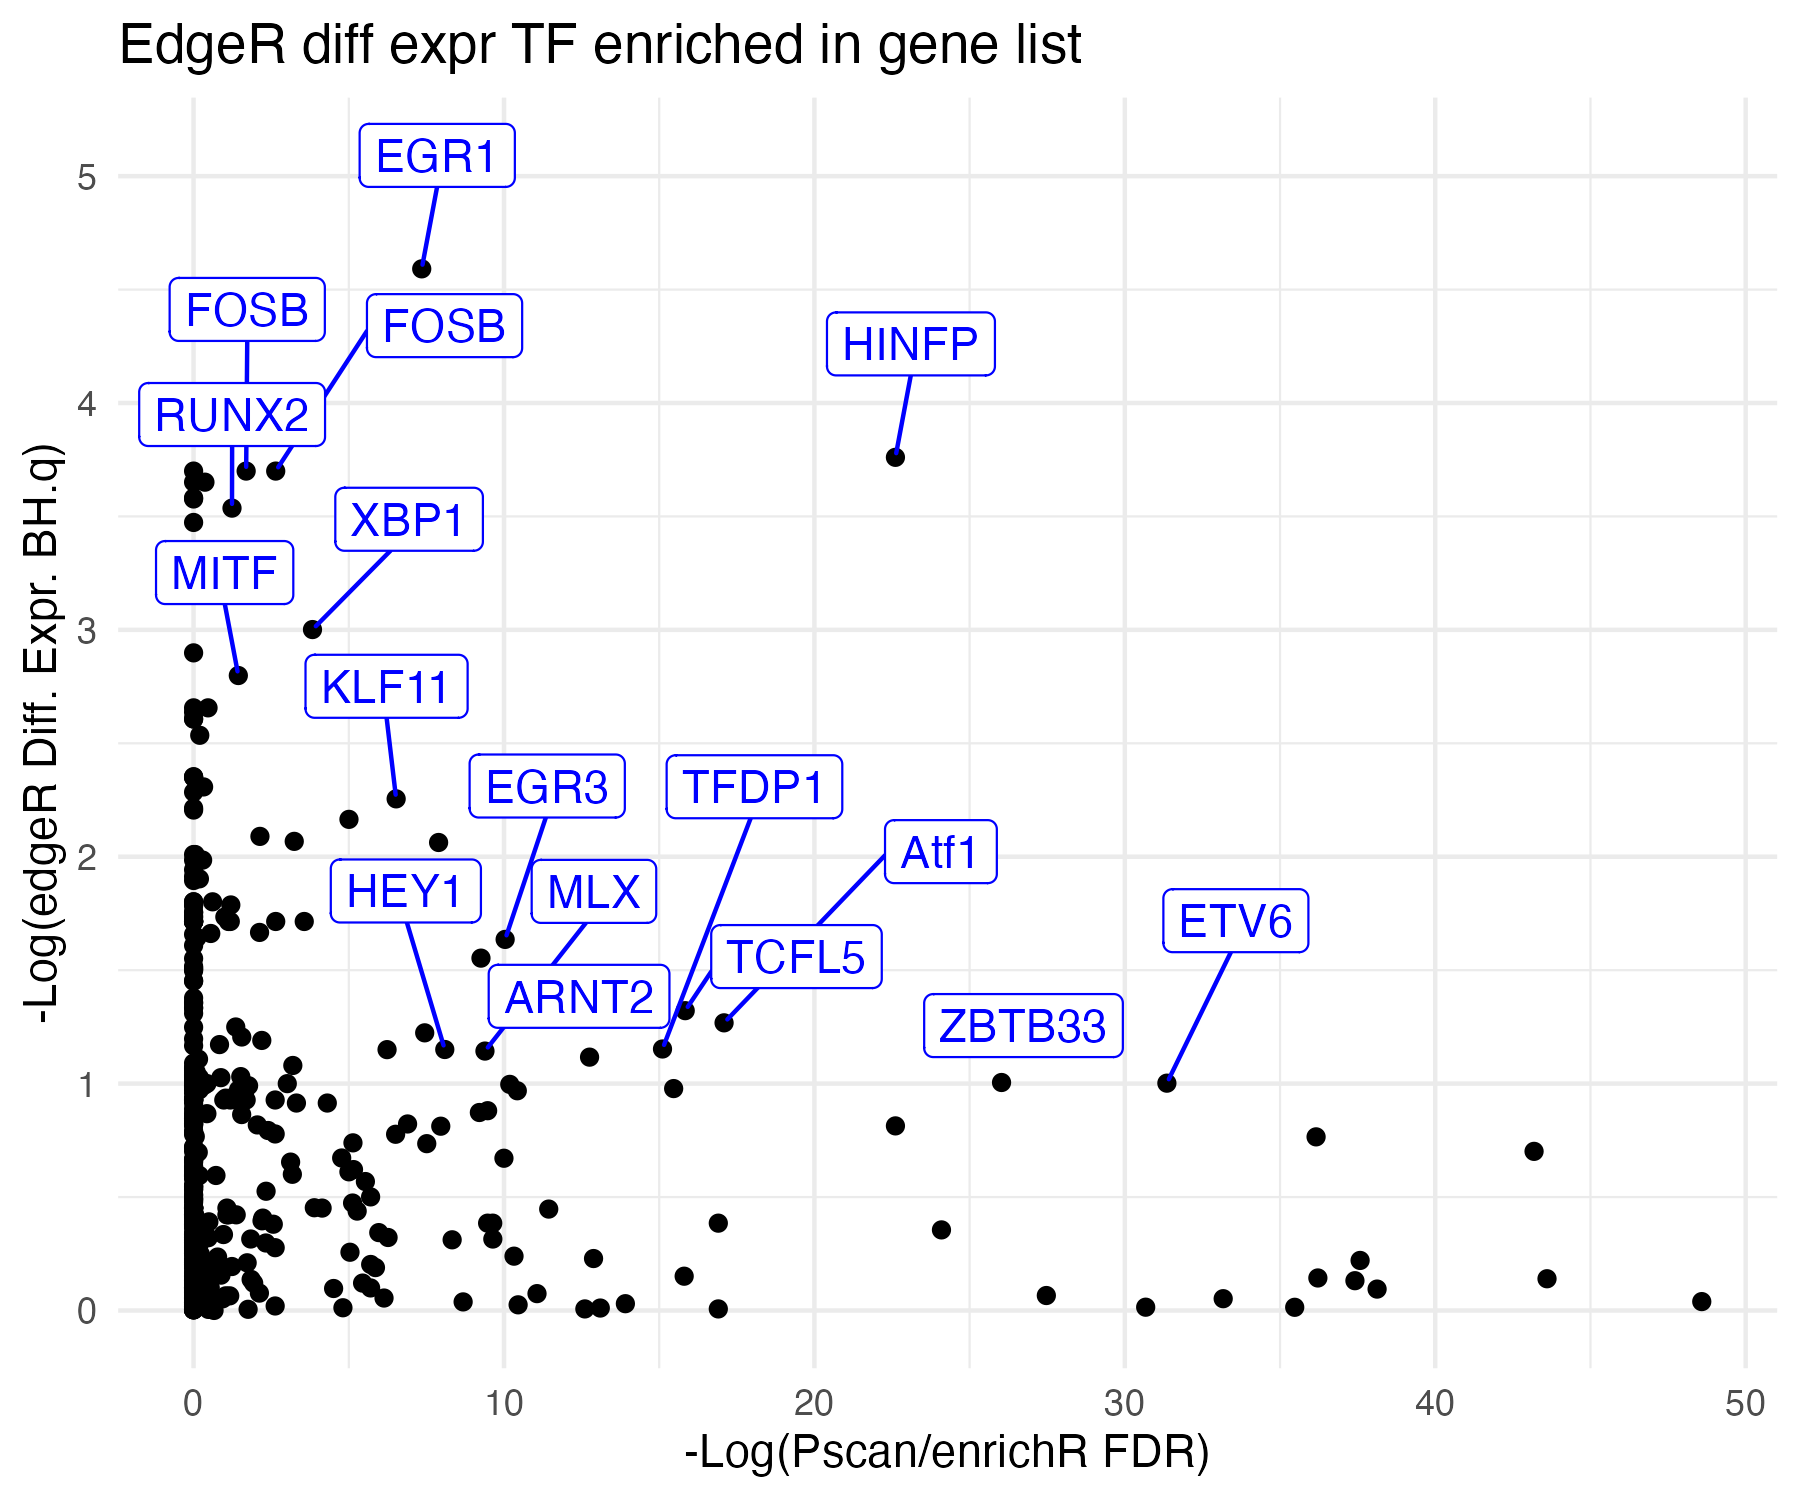 EdgeR diff expr TF enriched in gene list
EGR1
FOSB
FOSB
HINFP
RUNX2
XBP1
MITF
KLF11
EGR3
TFDP1
Atf1
HEY1
MLX
ETV6
TCFL5
ARNT2
ZBTB33
5
4
3
2
1
0
-Log(edgeR Diff. Expr. BH.q)
0 10 20 30 40 50
-Log(Pscan/enrichR FDR)